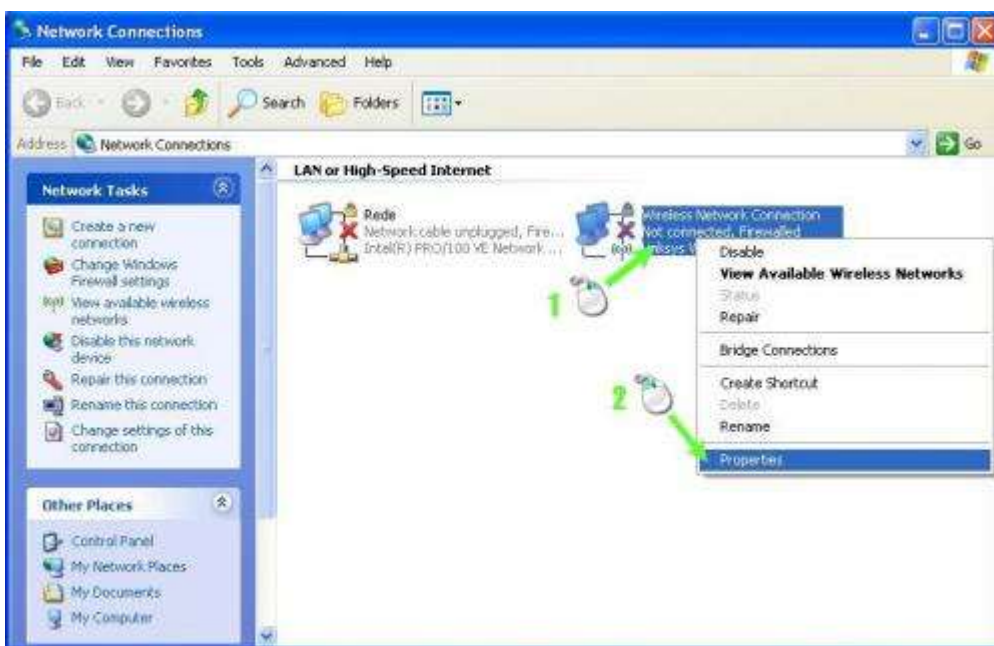 Network Connections
File Edit View Favorites Tools Advanced Help
Back Search Folders
Address Network Connections Go
LAN or High-Speed Internet
Network Tasks
Create a new
connection
Change Windows
Firewall settings
View available wireless
networks
Disable this network
device
Repair this connection
Rename this connection
Change settings of this
connection
Other Places
Control Panel
My Network Places
My Documents
My Computer
Rede
Network cable unplugged, Fire...
Intel(R) PRO/100 VE Network ...
Wireless Network Connection
Not connected, Firewalled
1
2
Disable
View Available Wireless Networks
Status
Repair
Bridge Connections
Create Shortcut
Delete
Rename
Properties